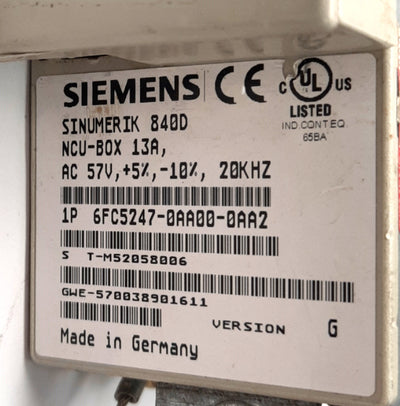 SIEMENS CE C UL US
LISTED
IND.CONT.EQ.
65BA
SINUMERIK 840D
NCU-BOX 13A,
AC 57V,+5%,-10%, 20KHZ
1P 6FC5247-0AA00-0AA2
S T-M52058006
GWE-570038901611
VERSION G
Made in Germany